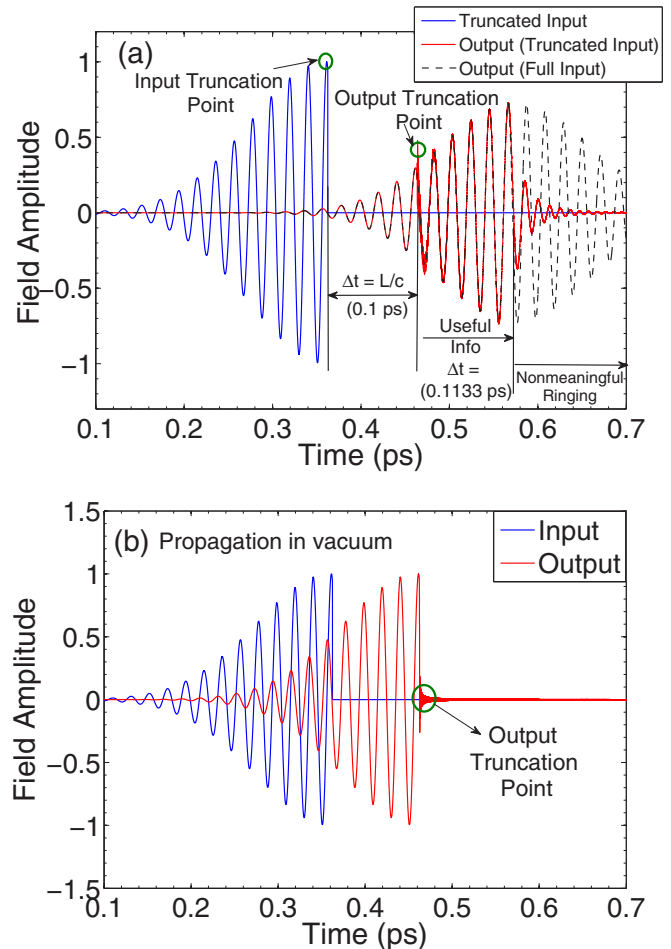 (a)
Truncated Input
Output (Truncated Input)
Output (Full Input)
Input Truncation
Point
Output Truncation
Point
Δt = L/c
(0.1 ps)
Useful
Info
Δt =
(0.1133 ps)
Nonmeaningful
Ringing
Field Amplitude
1
0.5
0
−0.5
−1
0.1 0.2 0.3 0.4 0.5 0.6 0.7
Time (ps)
(b) Propagation in vacuum
Input
Output
Output
Truncation
Point
Field Amplitude
1.5
1
0.5
0
−0.5
−1
−1.5
0.1 0.2 0.3 0.4 0.5 0.6 0.7
Time (ps)